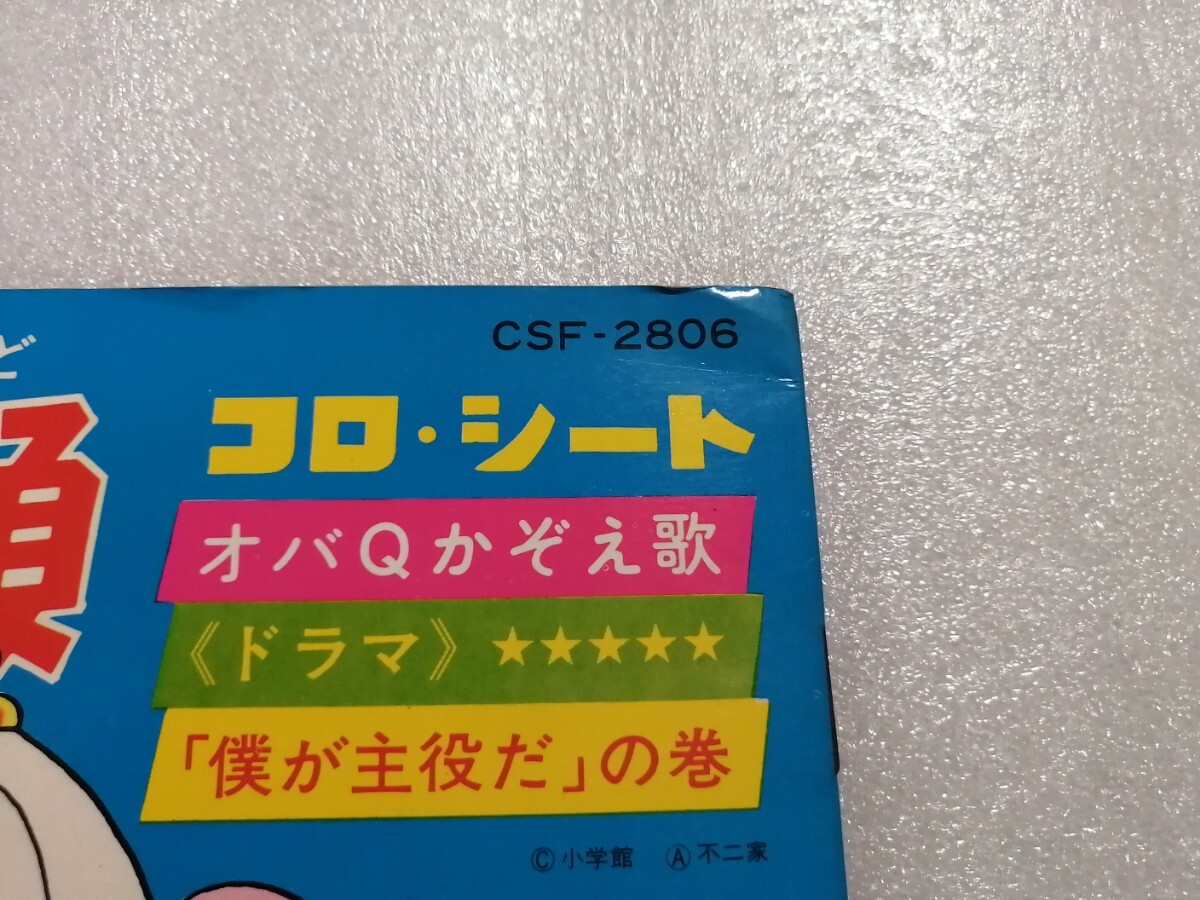 CSF-2806
ど
コロ・シート
オバQかぞえ歌
《ドラマ》★★★★★
「僕が主役だ」の巻
Ⓒ小学館 Ⓐ不二家